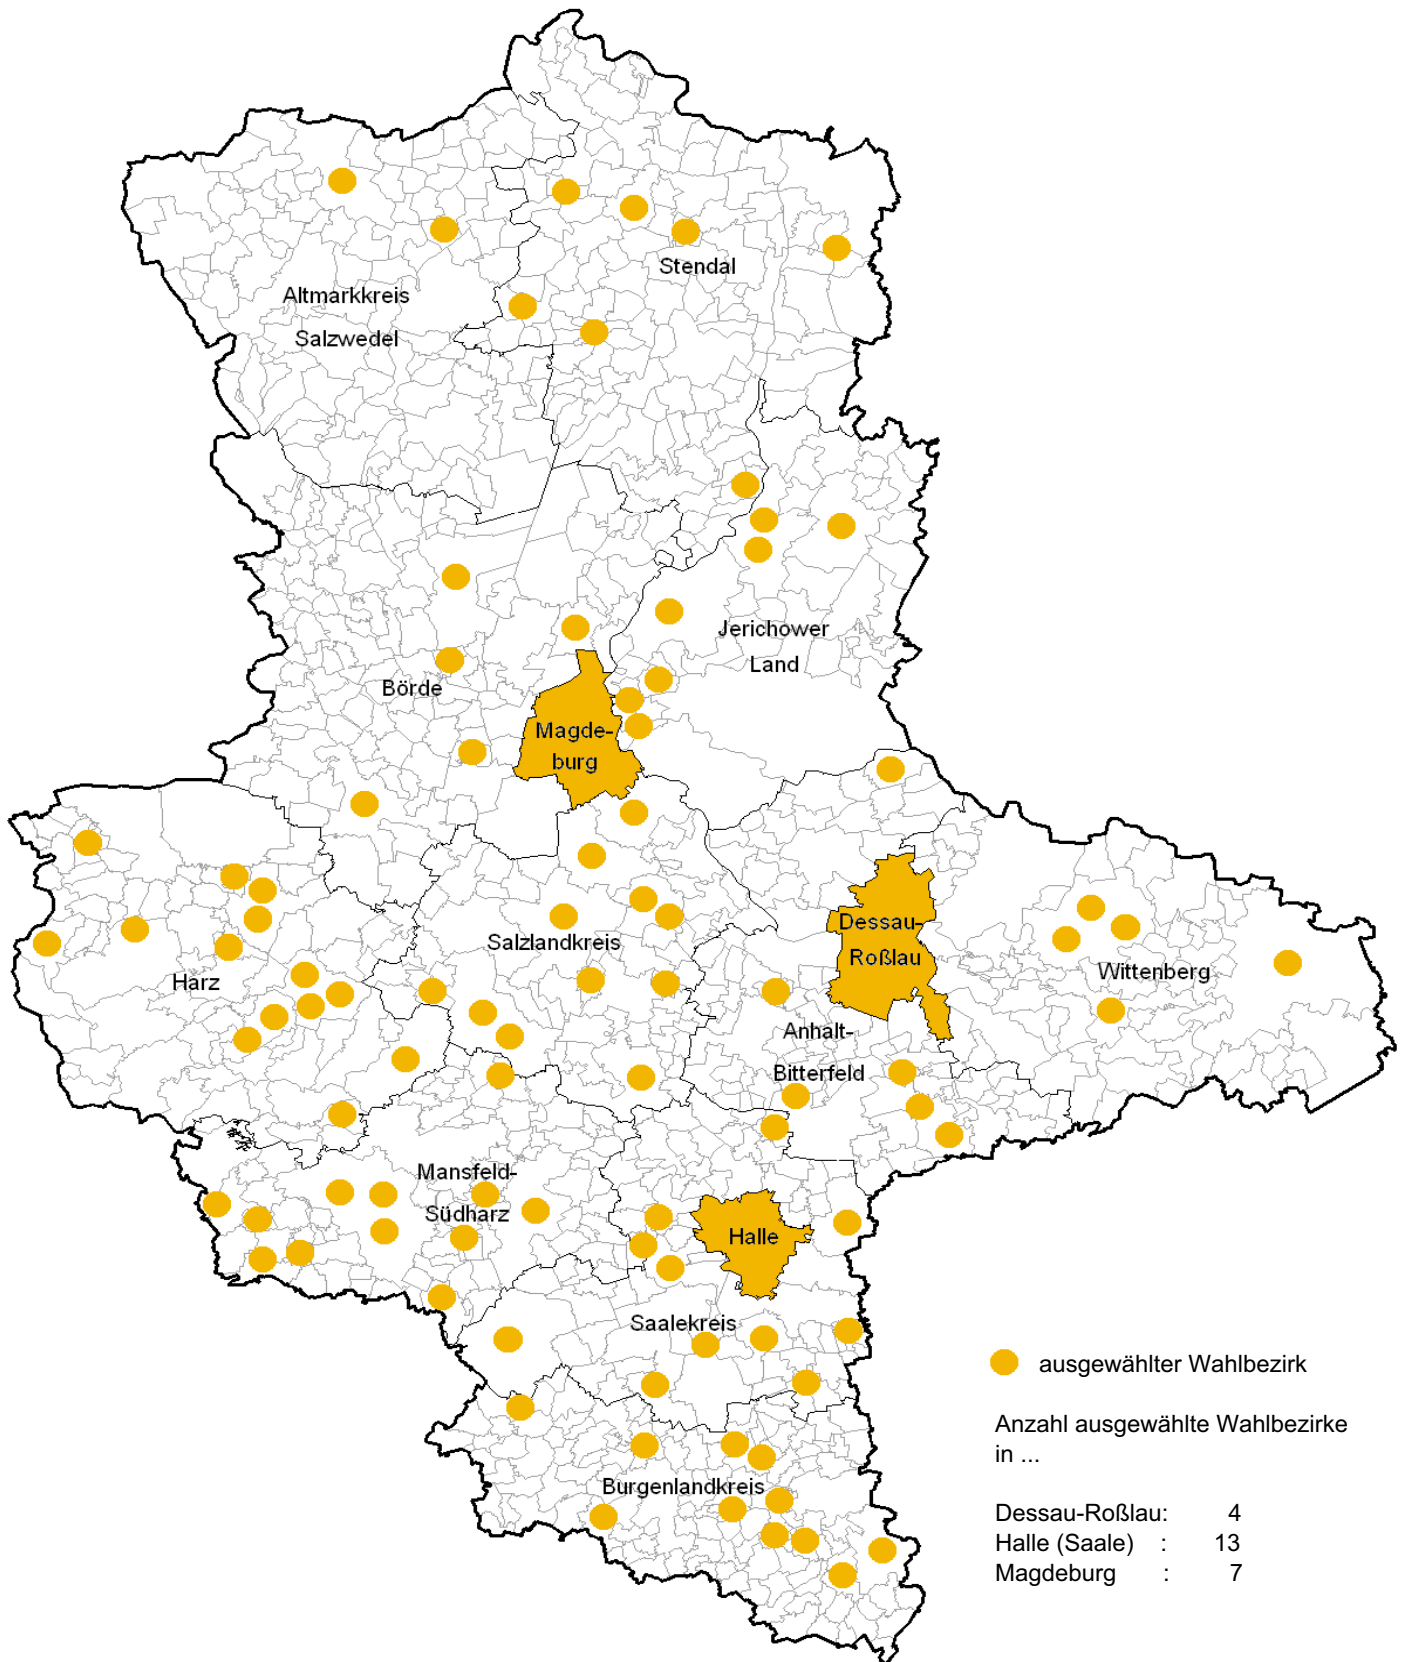 Stendal
Altmarkkreis
Salzwedel
Jerichower
Land
Börde
Magde-
burg
Dessau-
Roßlau
Salzlandkreis
Wittenberg
Harz
Anhalt-
Bitterfeld
Mansfeld-
Südharz
Halle
Saalekreis
Burgenlandkreis
ausgewählter Wahlbezirk
Anzahl ausgewählte Wahlbezirke
in ...
Dessau-Roßlau: 4
Halle (Saale) : 13
Magdeburg : 7